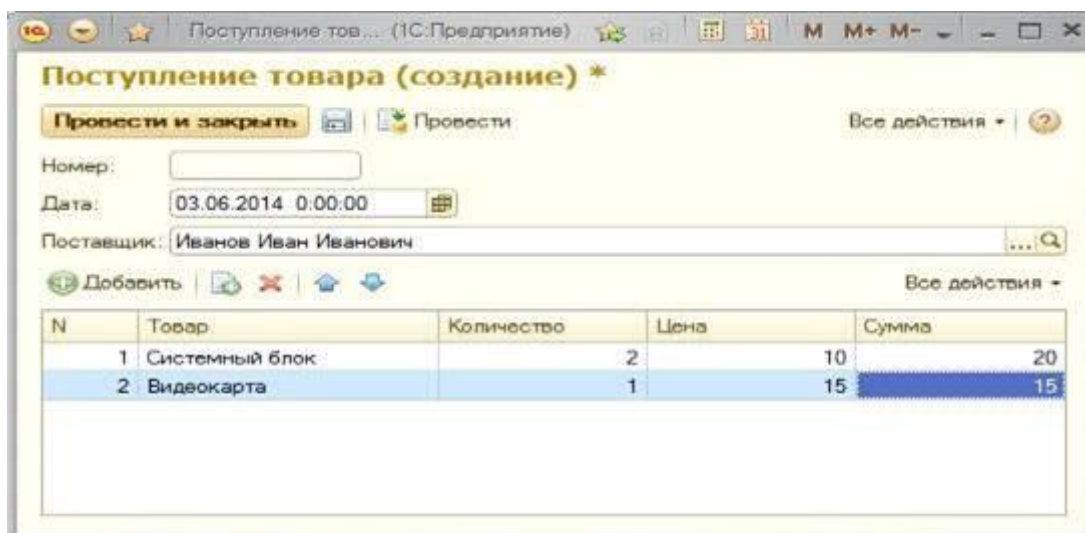 1С Поступление тов... (1С:Предприятие) 31 M M+ M-
Поступление товара (создание) *
Провести и закрыть Провести Все действия ?
Номер:
Дата: 03.06.2014 0:00:00
Поставщик: Иванов Иван Иванович ...
Добавить Все действия
N Товар Количество Цена Сумма
1 Системный блок 2 10 20
2 Видеокарта 1 15 15